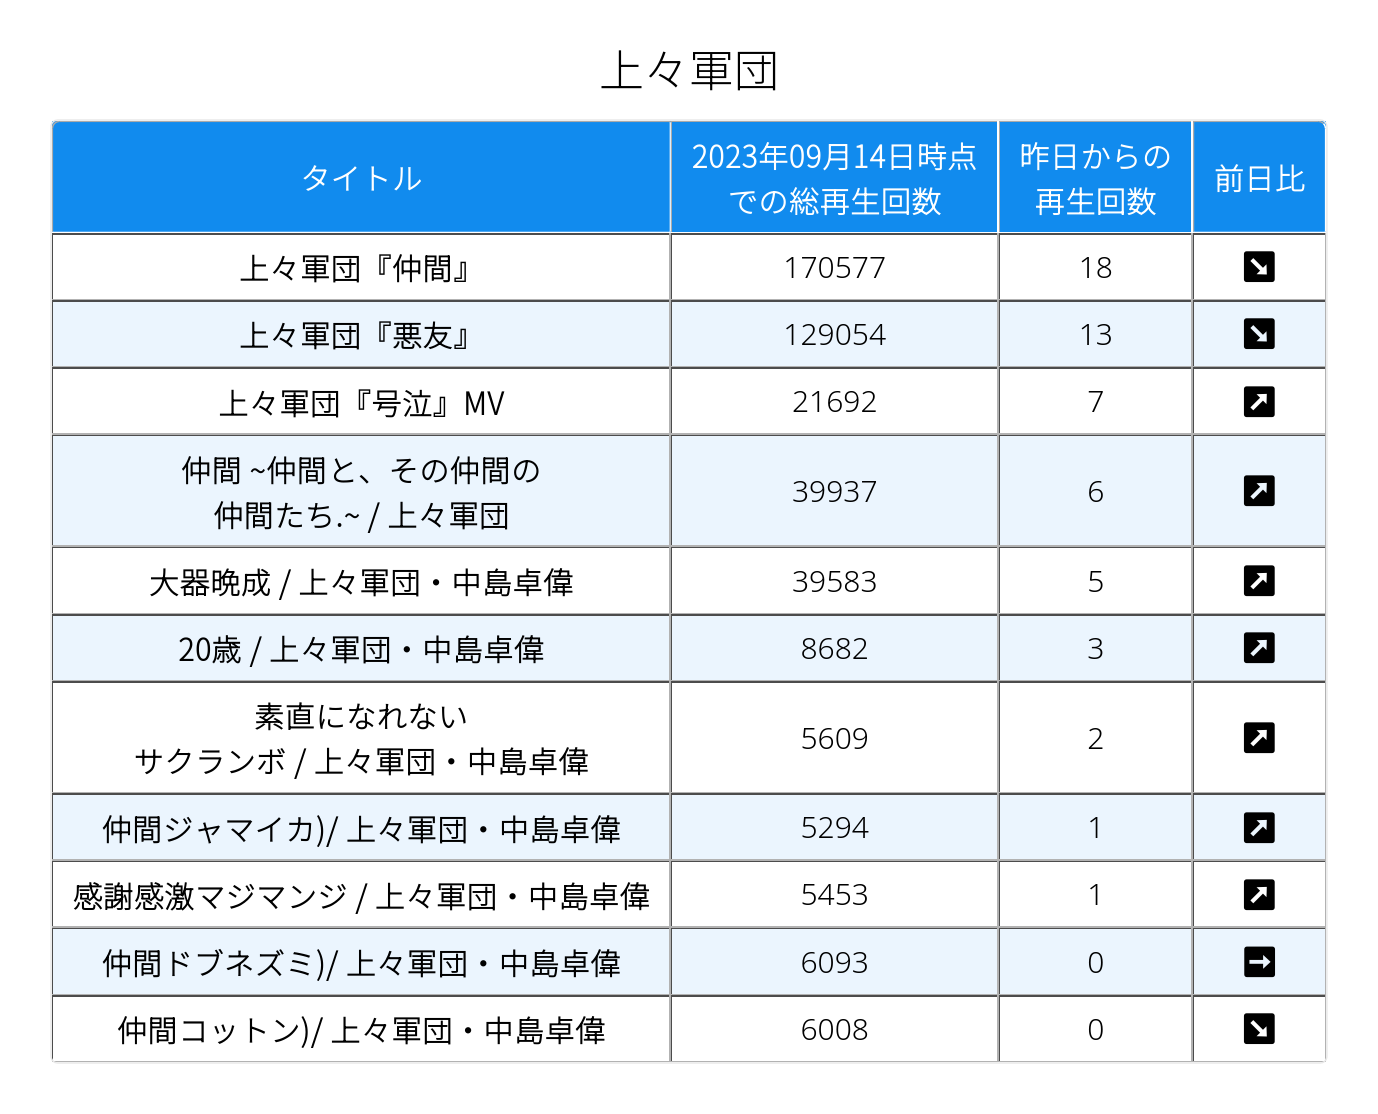 上々軍団
タイトル
2023年09月14日時点
での総再生回数
昨日からの
再生回数
前日比
上々軍団『仲間』 170577 18 ↘
上々軍団『悪友』 129054 13 ↘
上々軍団『号泣』MV 21692 7 ↗
仲間 ~仲間と、その仲間の
仲間たち.~ / 上々軍団 39937 6 ↗
大器晩成 / 上々軍団・中島卓偉 39583 5 ↗
20歳 / 上々軍団・中島卓偉 8682 3 ↗
素直になれない
サクランボ / 上々軍団・中島卓偉 5609 2 ↗
仲間ジャマイカ)/ 上々軍団・中島卓偉 5294 1 ↗
感謝感激マジマンジ / 上々軍団・中島卓偉 5453 1 ↗
仲間ドブネズミ)/ 上々軍団・中島卓偉 6093 0 →
仲間コットン)/ 上々軍団・中島卓偉 6008 0 ↘